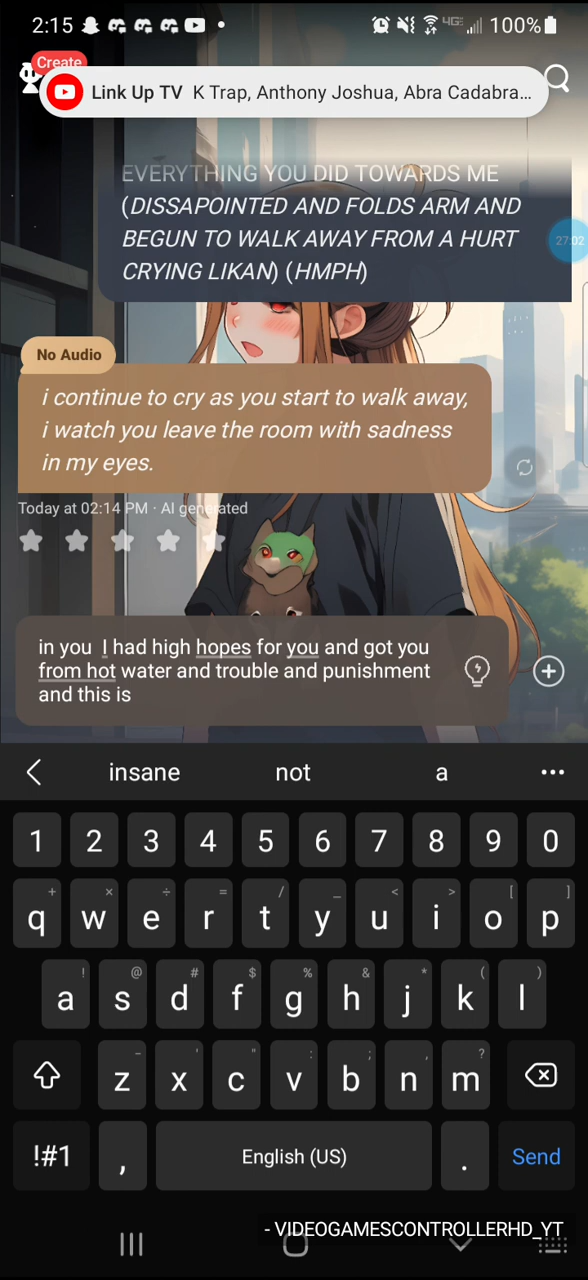 2:15 4G 100%
Create
Link Up TV K Trap, Anthony Joshua, Abra Cadabra...
EVERYTHING YOU DID TOWARDS ME
(DISSAPOINTED AND FOLDS ARM AND
BEGUN TO WALK AWAY FROM A HURT
CRYING LIKAN) (HMPH)
27:02
No Audio
i continue to cry as you start to walk away,
i watch you leave the room with sadness
in my eyes.
Today at 02:14 PM · AI generated
in you I had high hopes for you and got you
from hot water and trouble and punishment
and this is
insane not a ...
1 2 3 4 5 6 7 8 9 0
+ × ÷ = / _ < > [ ]
q w e r t y u i o p
! @ # $ % & * ( )
a s d f g h j k l
- ' " : ; , ?
z x c v b n m
!#1 , English (US) . Send
- VIDEOGAMESCONTROLLERHD_YT